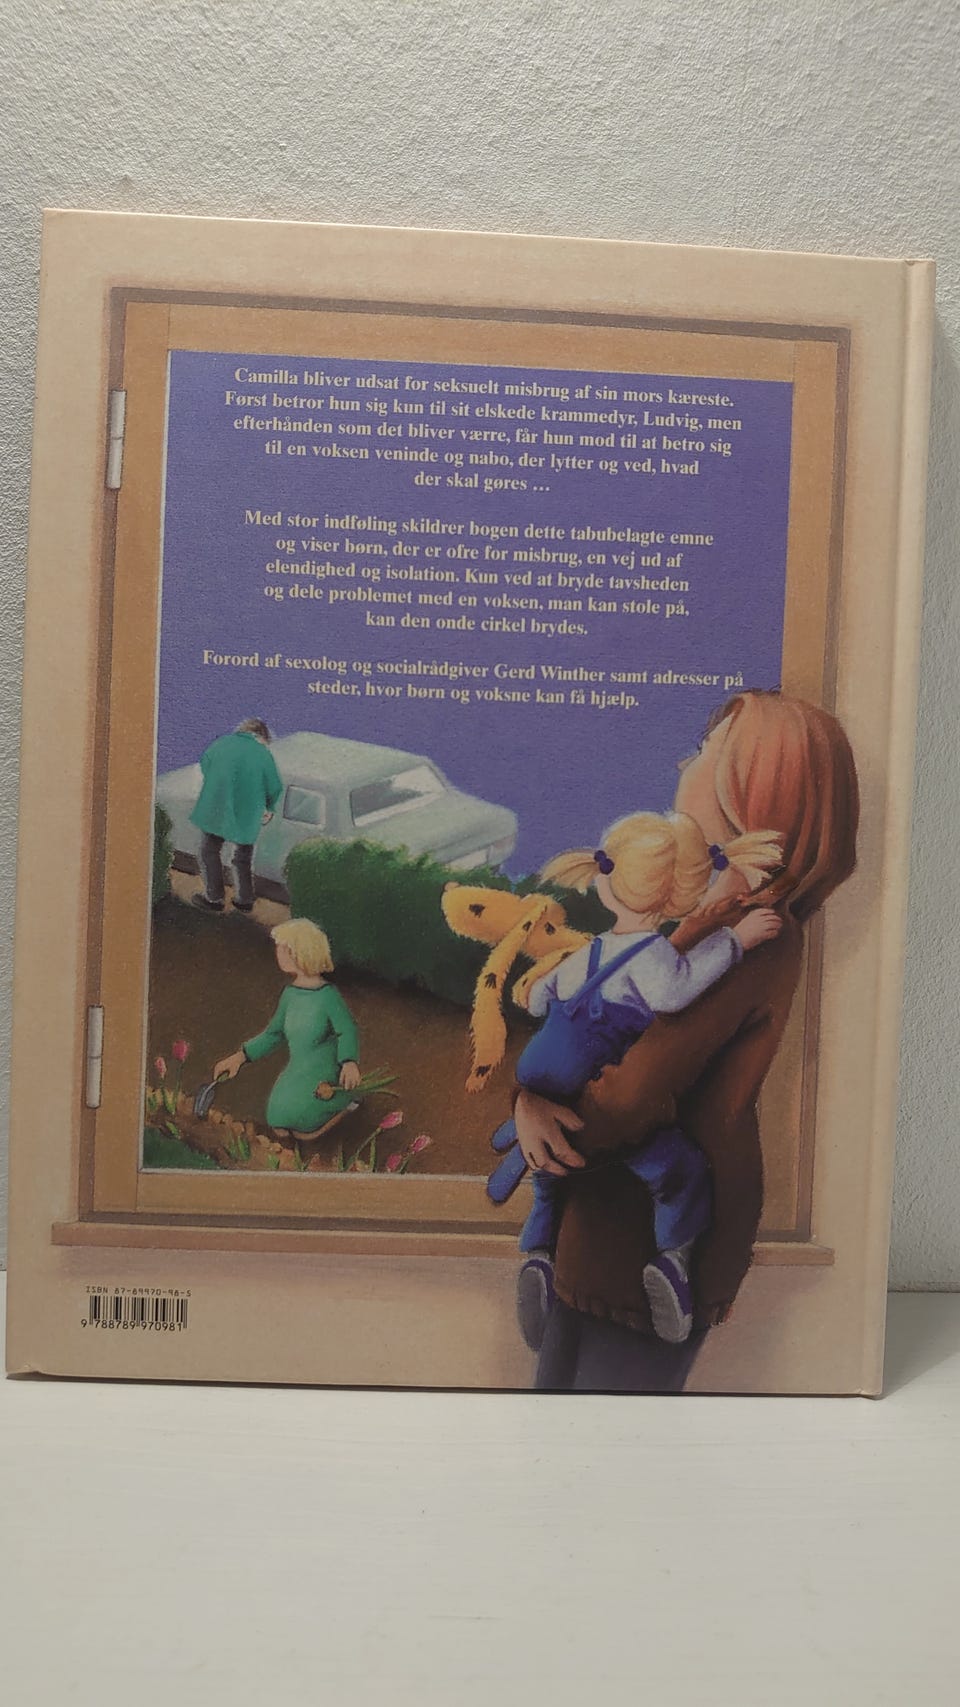 Camilla bliver udsat for seksuelt misbrug af sin mors kæreste.
Først betror hun sig kun til sit elskede krammedyr, Ludvig, men
efterhånden som det bliver værre, får hun mod til at betro sig
til en voksen veninde og nabo, der lytter og ved, hvad
der skal gøres ...
Med stor indføling skildrer bogen dette tabubelagte emne
og viser børn, der er ofre for misbrug, en vej ud af
elendighed og isolation. Kun ved at bryde tavsheden
og dele problemet med en voksen, man kan stole på,
kan den onde cirkel brydes.
Forord af sexolog og socialrådgiver Gerd Winther samt adresser på
steder, hvor børn og voksne kan få hjælp.
ISBN 87-89970-98-5
9 788789 970981